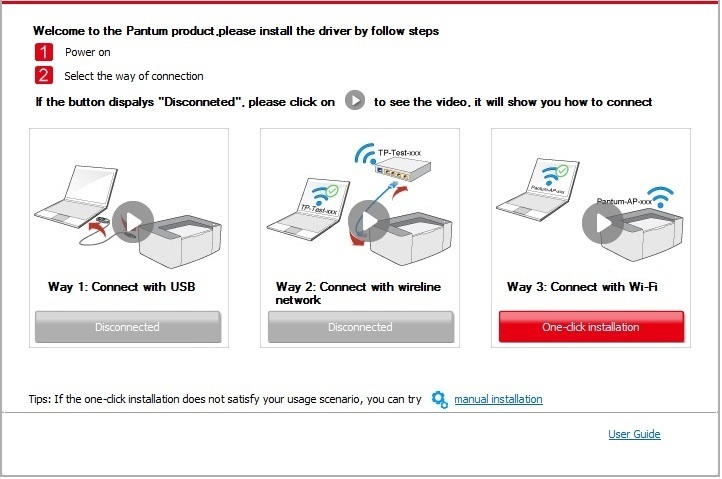 Welcome to the Pantum product,please install the driver by follow steps
1 Power on
2 Select the way of connection
If the button dispalys "Disconneted", please click on to see the video, it will show you how to connect
TP-Test-xxx
TP-Test-xxx
Pantum-AP-xxx
Pantum-AP-xxx
Way 1: Connect with USB
Way 2: Connect with wireline
network
Way 3: Connect with Wi-Fi
Disconnected
Disconnected
One-click installation
Tips: If the one-click installation does not satisfy your usage scenario, you can try manual installation
User Guide